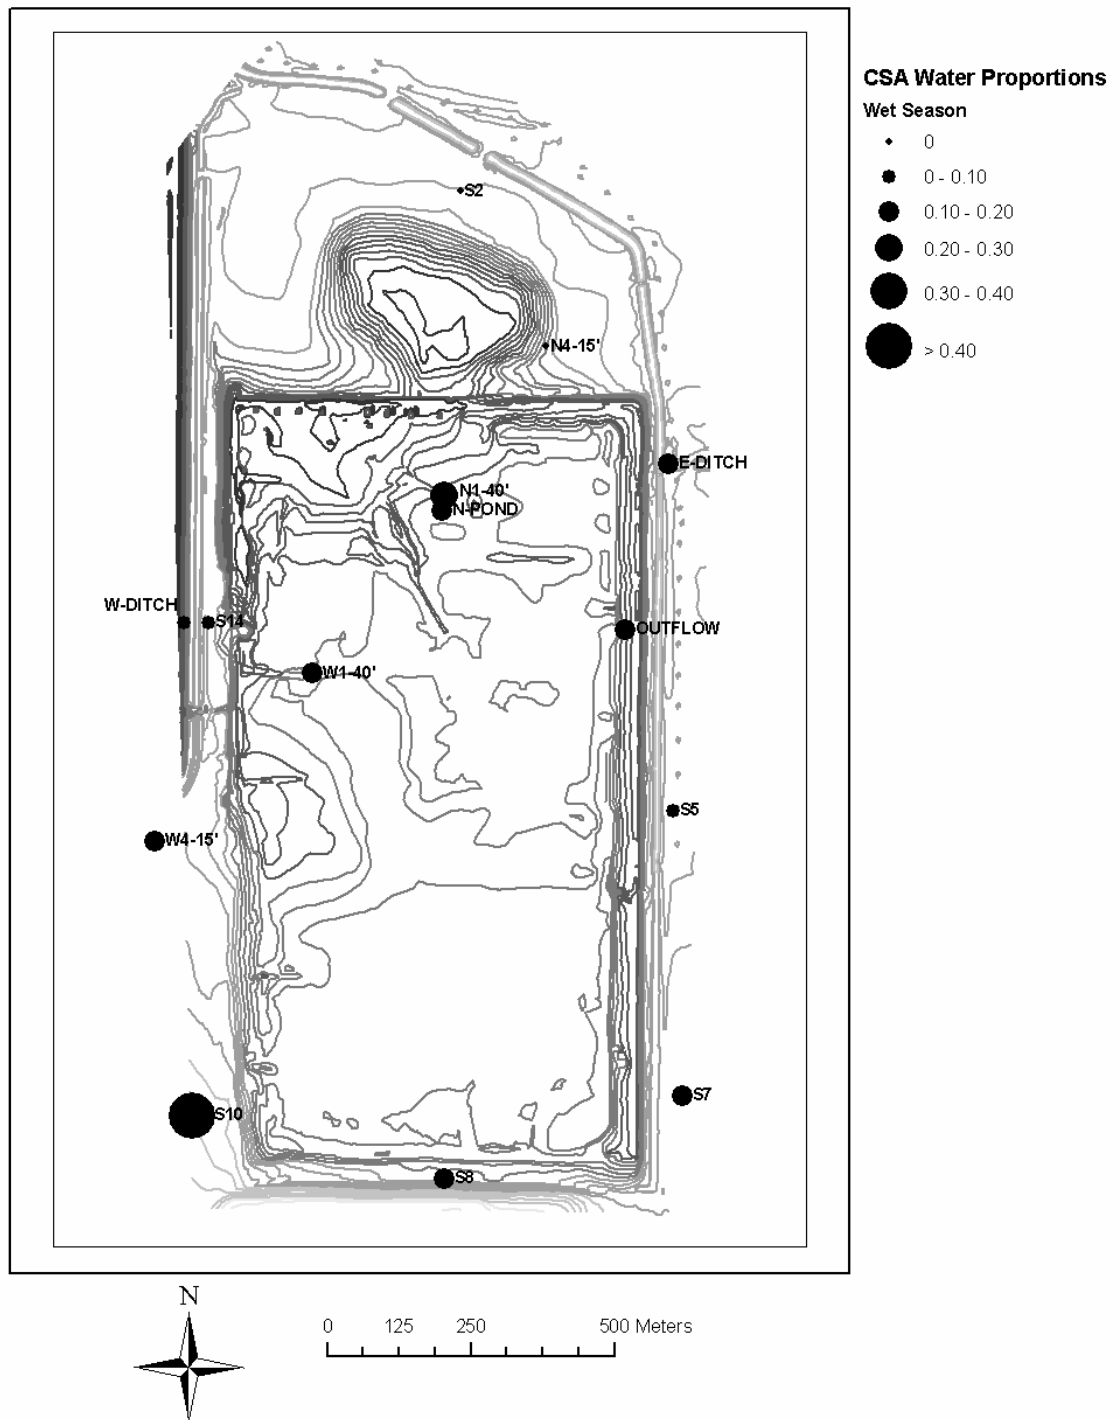 CSA Water Proportions
Wet Season
0
0 - 0.10
0.10 - 0.20
0.20 - 0.30
0.30 - 0.40
> 0.40
S2
N4-15'
E-DITCH
N1-40'
N-POND
W-DITCH
S14
OUTFLOW
W1-40'
S5
W4-15'
S7
S10
S8
N
0 125 250 500 Meters